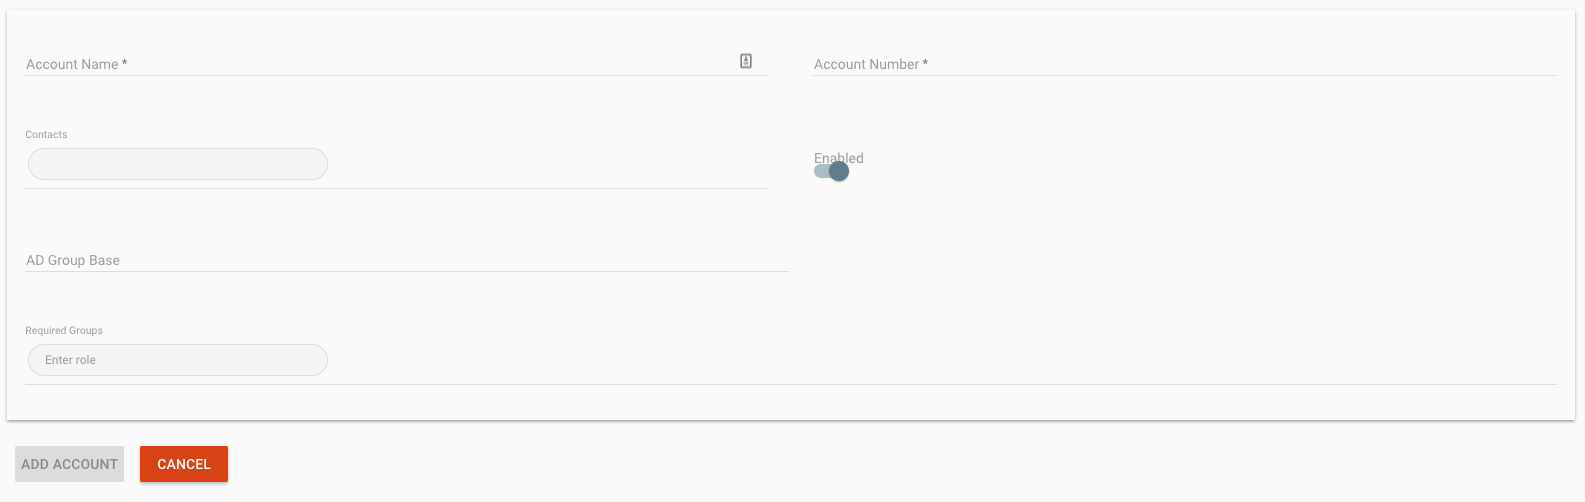 Account Name *
Account Number *
Contacts
Enabled
AD Group Base
Required Groups
Enter role
ADD ACCOUNT
CANCEL